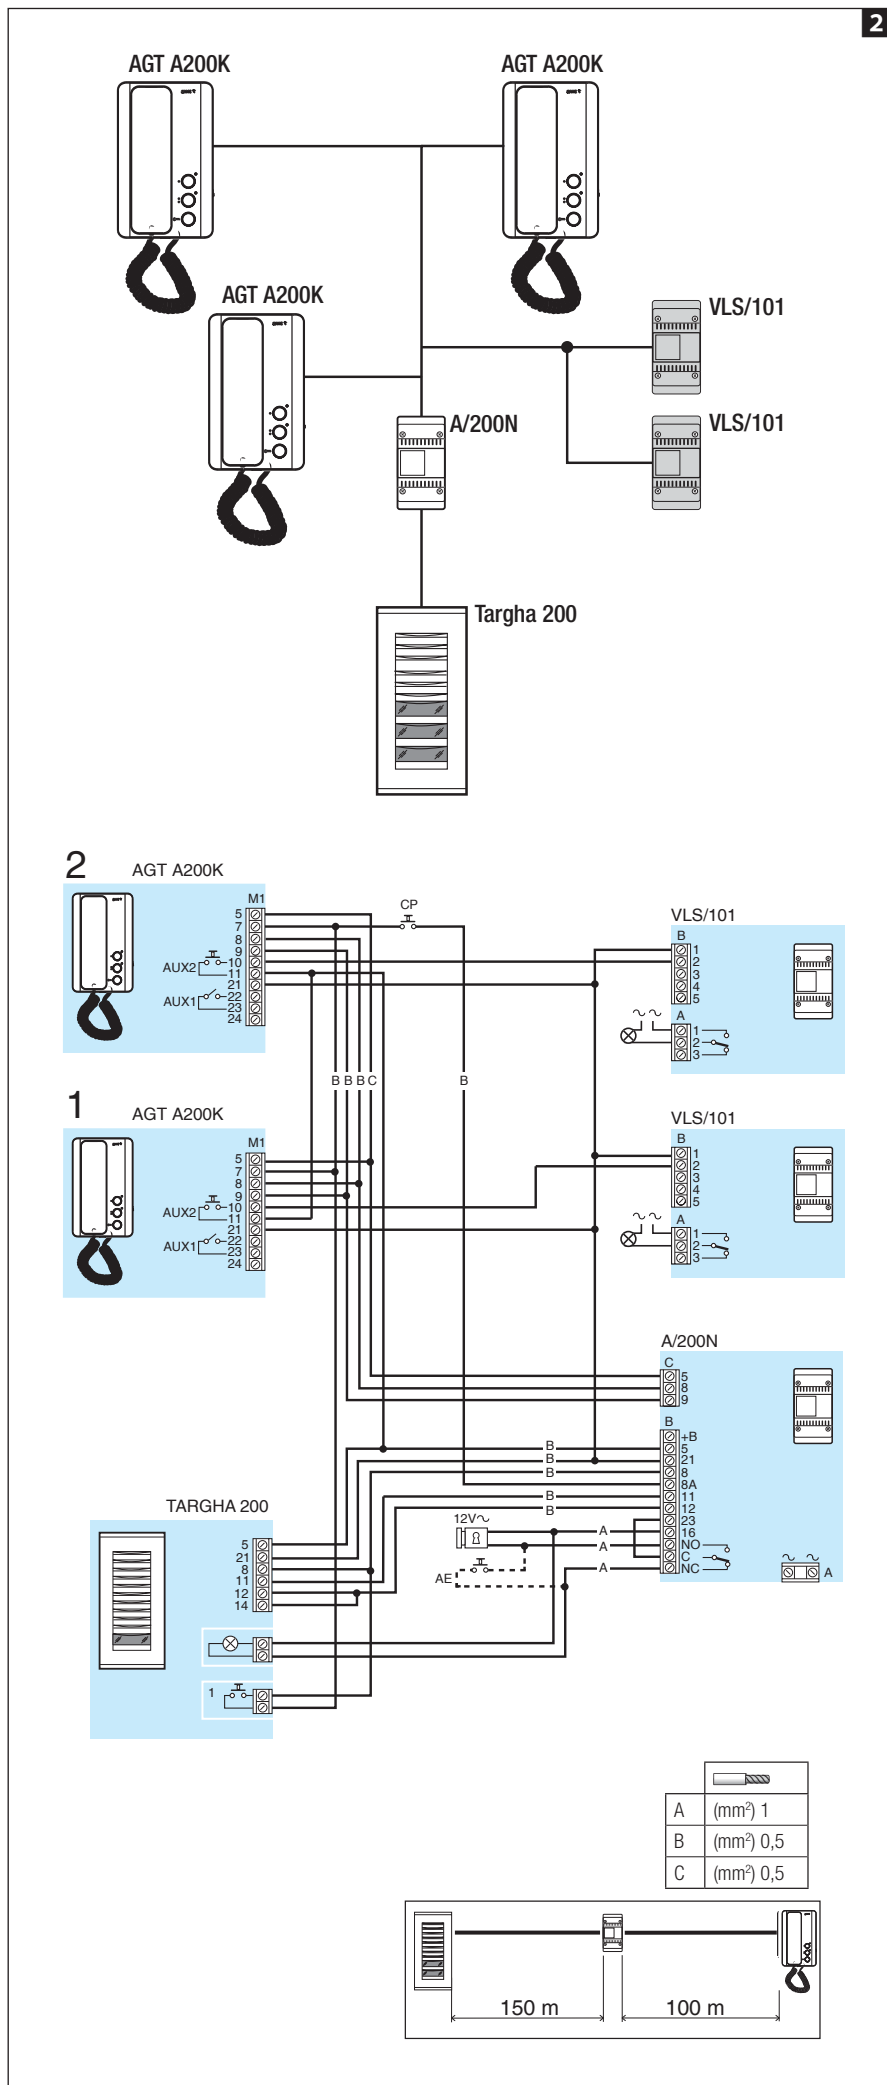 2
AGT A200K
AGT A200K
AGT A200K
VLS/101
VLS/101
A/200N
Targha 200
2
AGT A200K
M1
5
7
8
9
10
11
21
22
23
24
AUX2
AUX1
CP
VLS/101
B
1
2
3
4
5
A
1
2
3
B B B C
B
1
AGT A200K
M1
5
7
8
9
10
11
21
22
23
24
AUX2
AUX1
VLS/101
B
1
2
3
4
5
A
1
2
3
A/200N
C
5
8
9
B
+B
5
21
8
8A
11
12
23
16
NO
C
NC
A
B
B
B
B
B
A
A
A
12V~
AE
TARGHA 200
5
21
8
11
12
14
1
A (mm²) 1
B (mm²) 0,5
C (mm²) 0,5
150 m
100 m